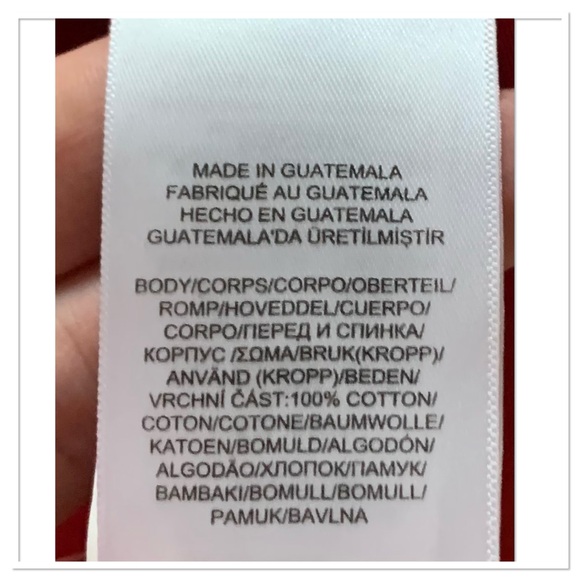 MADE IN GUATEMALA
FABRIQUÉ AU GUATEMALA
HECHO EN GUATEMALA
GUATEMALA'DA ÜRETİLMİŞTİR
BODY/CORPS/CORPO/OBERTEIL/
ROMP/HOVEDDEL/CUERPO/
CORPO/ПЕРЕД И СПИНКА/
КОРПУС /ΣΩΜΑ/BRUK(KROPP)/
ANVÄND (KROPP)/BEDEN/
VRCHNÍ ČÁST:100% COTTON/
COTON/COTONE/BAUMWOLLE/
KATOEN/BOMULD/ALGODÓN/
ALGODÃO/ХЛОПОК/ПАМУК/
BAMBAKI/BOMULL/BOMULL/
PAMUK/BAVLNA